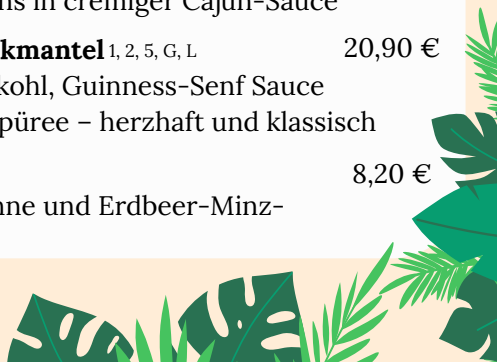 ns in cremiger Cajun-Sauce
kmantel 1, 2, 5, G, L 20,90 €
kohl, Guinness-Senf Sauce
püree – herzhaft und klassisch
8,20 €
nne und Erdbeer-Minz-